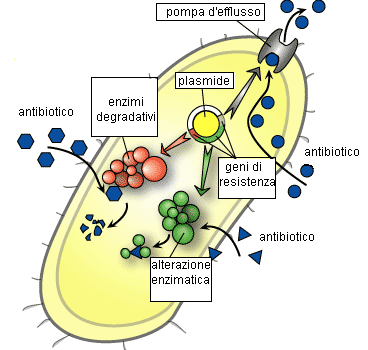 pompa d'efflusso
plasmide
enzimi
degradativi
antibiotico
antibiotico
geni di
resistenza
antibiotico
alterazione
enzimatica